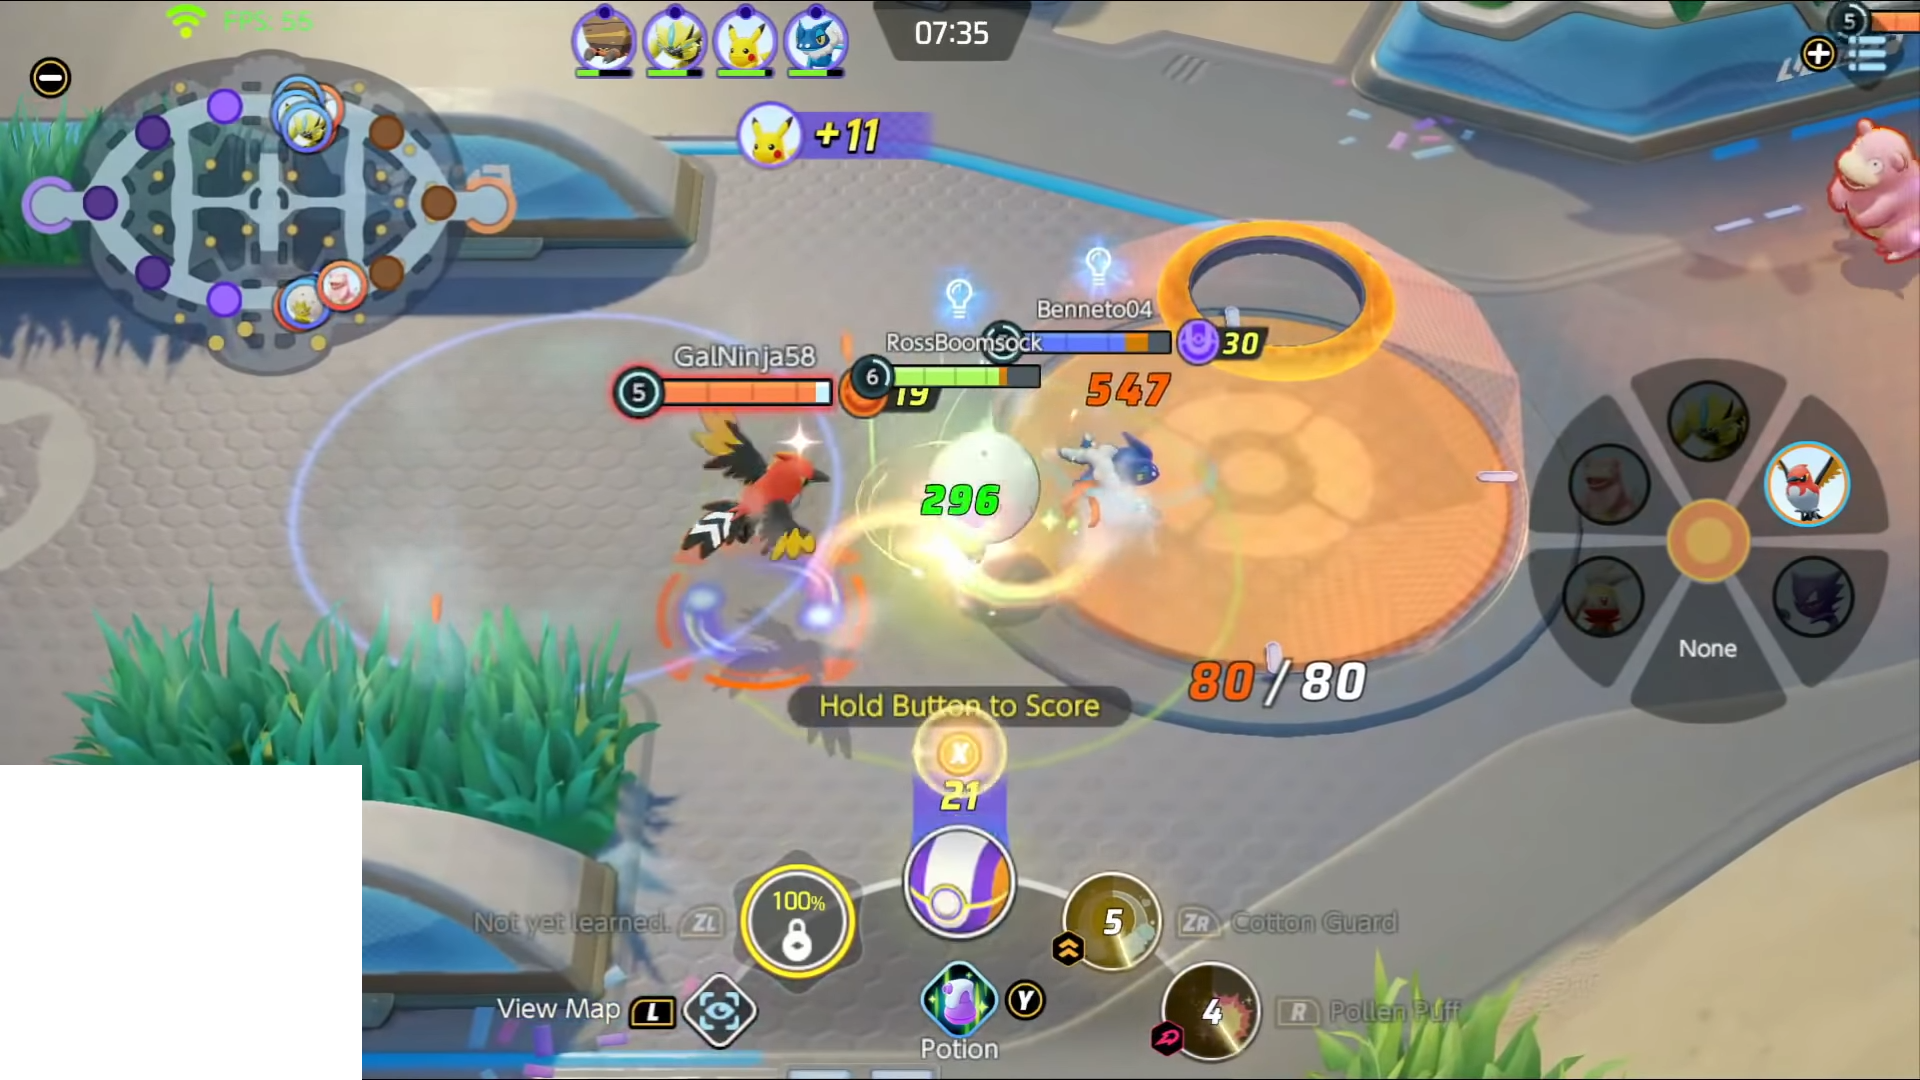 FPS: 55
07:35
5
+11
Benneto04
30
RossBoomsock
6
GalNinja58
5
19
547
296
80/80
None
Hold Button to Score
X
21
100%
5
Not yet learned. ZL
ZR Cotton Guard
View Map L
Y
4
R Pollen Puff
Potion